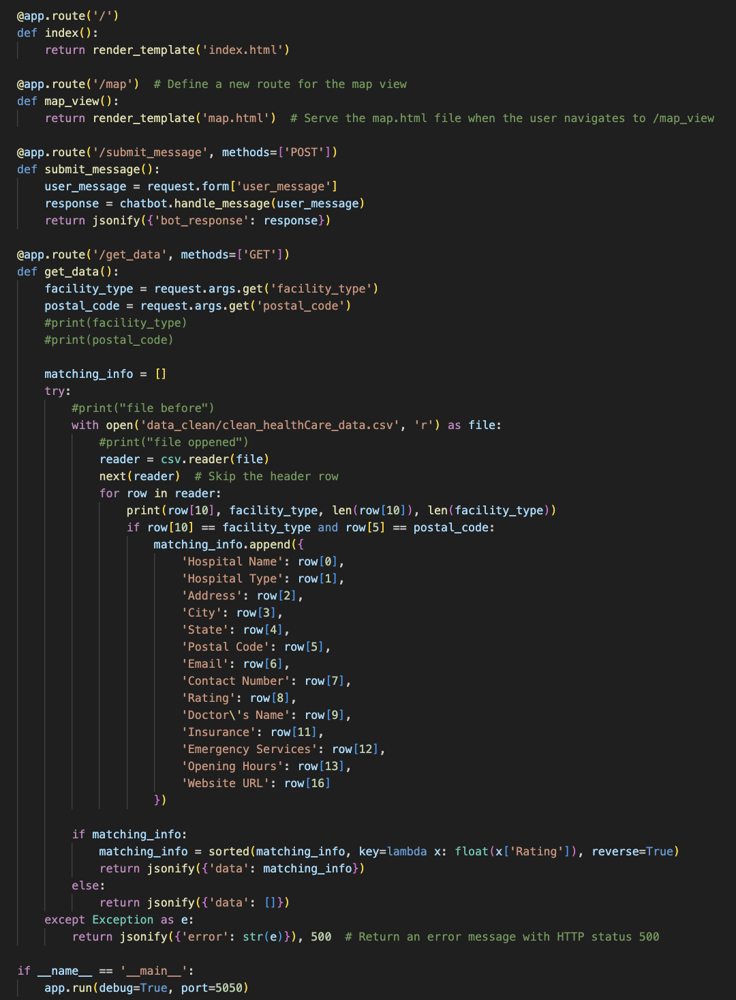 @app.route('/')
def index():
    return render_template('index.html')

@app.route('/map')  # Define a new route for the map view
def map_view():
    return render_template('map.html')  # Serve the map.html file when the user navigates to /map_view

@app.route('/submit_message', methods=['POST'])
def submit_message():
    user_message = request.form['user_message']
    response = chatbot.handle_message(user_message)
    return jsonify({'bot_response': response})

@app.route('/get_data', methods=['GET'])
def get_data():
    facility_type = request.args.get('facility_type')
    postal_code = request.args.get('postal_code')
    #print(facility_type)
    #print(postal_code)

    matching_info = []
    try:
        #print("file before")
        with open('data_clean/clean_healthCare_data.csv', 'r') as file:
            #print("file oppened")
            reader = csv.reader(file)
            next(reader)  # Skip the header row
            for row in reader:
                print(row[10], facility_type, len(row[10]), len(facility_type))
                if row[10] == facility_type and row[5] == postal_code:
                    matching_info.append({
                        'Hospital Name': row[0],
                        'Hospital Type': row[1],
                        'Address': row[2],
                        'City': row[3],
                        'State': row[4],
                        'Postal Code': row[5],
                        'Email': row[6],
                        'Contact Number': row[7],
                        'Rating': row[8],
                        'Doctor\'s Name': row[9],
                        'Insurance': row[11],
                        'Emergency Services': row[12],
                        'Opening Hours': row[13],
                        'Website URL': row[16]
                    })

        if matching_info:
            matching_info = sorted(matching_info, key=lambda x: float(x['Rating']), reverse=True)
            return jsonify({'data': matching_info})
        else:
            return jsonify({'data': []})
    except Exception as e:
        return jsonify({'error': str(e)}), 500  # Return an error message with HTTP status 500

if __name__ == '__main__':
    app.run(debug=True, port=5050)